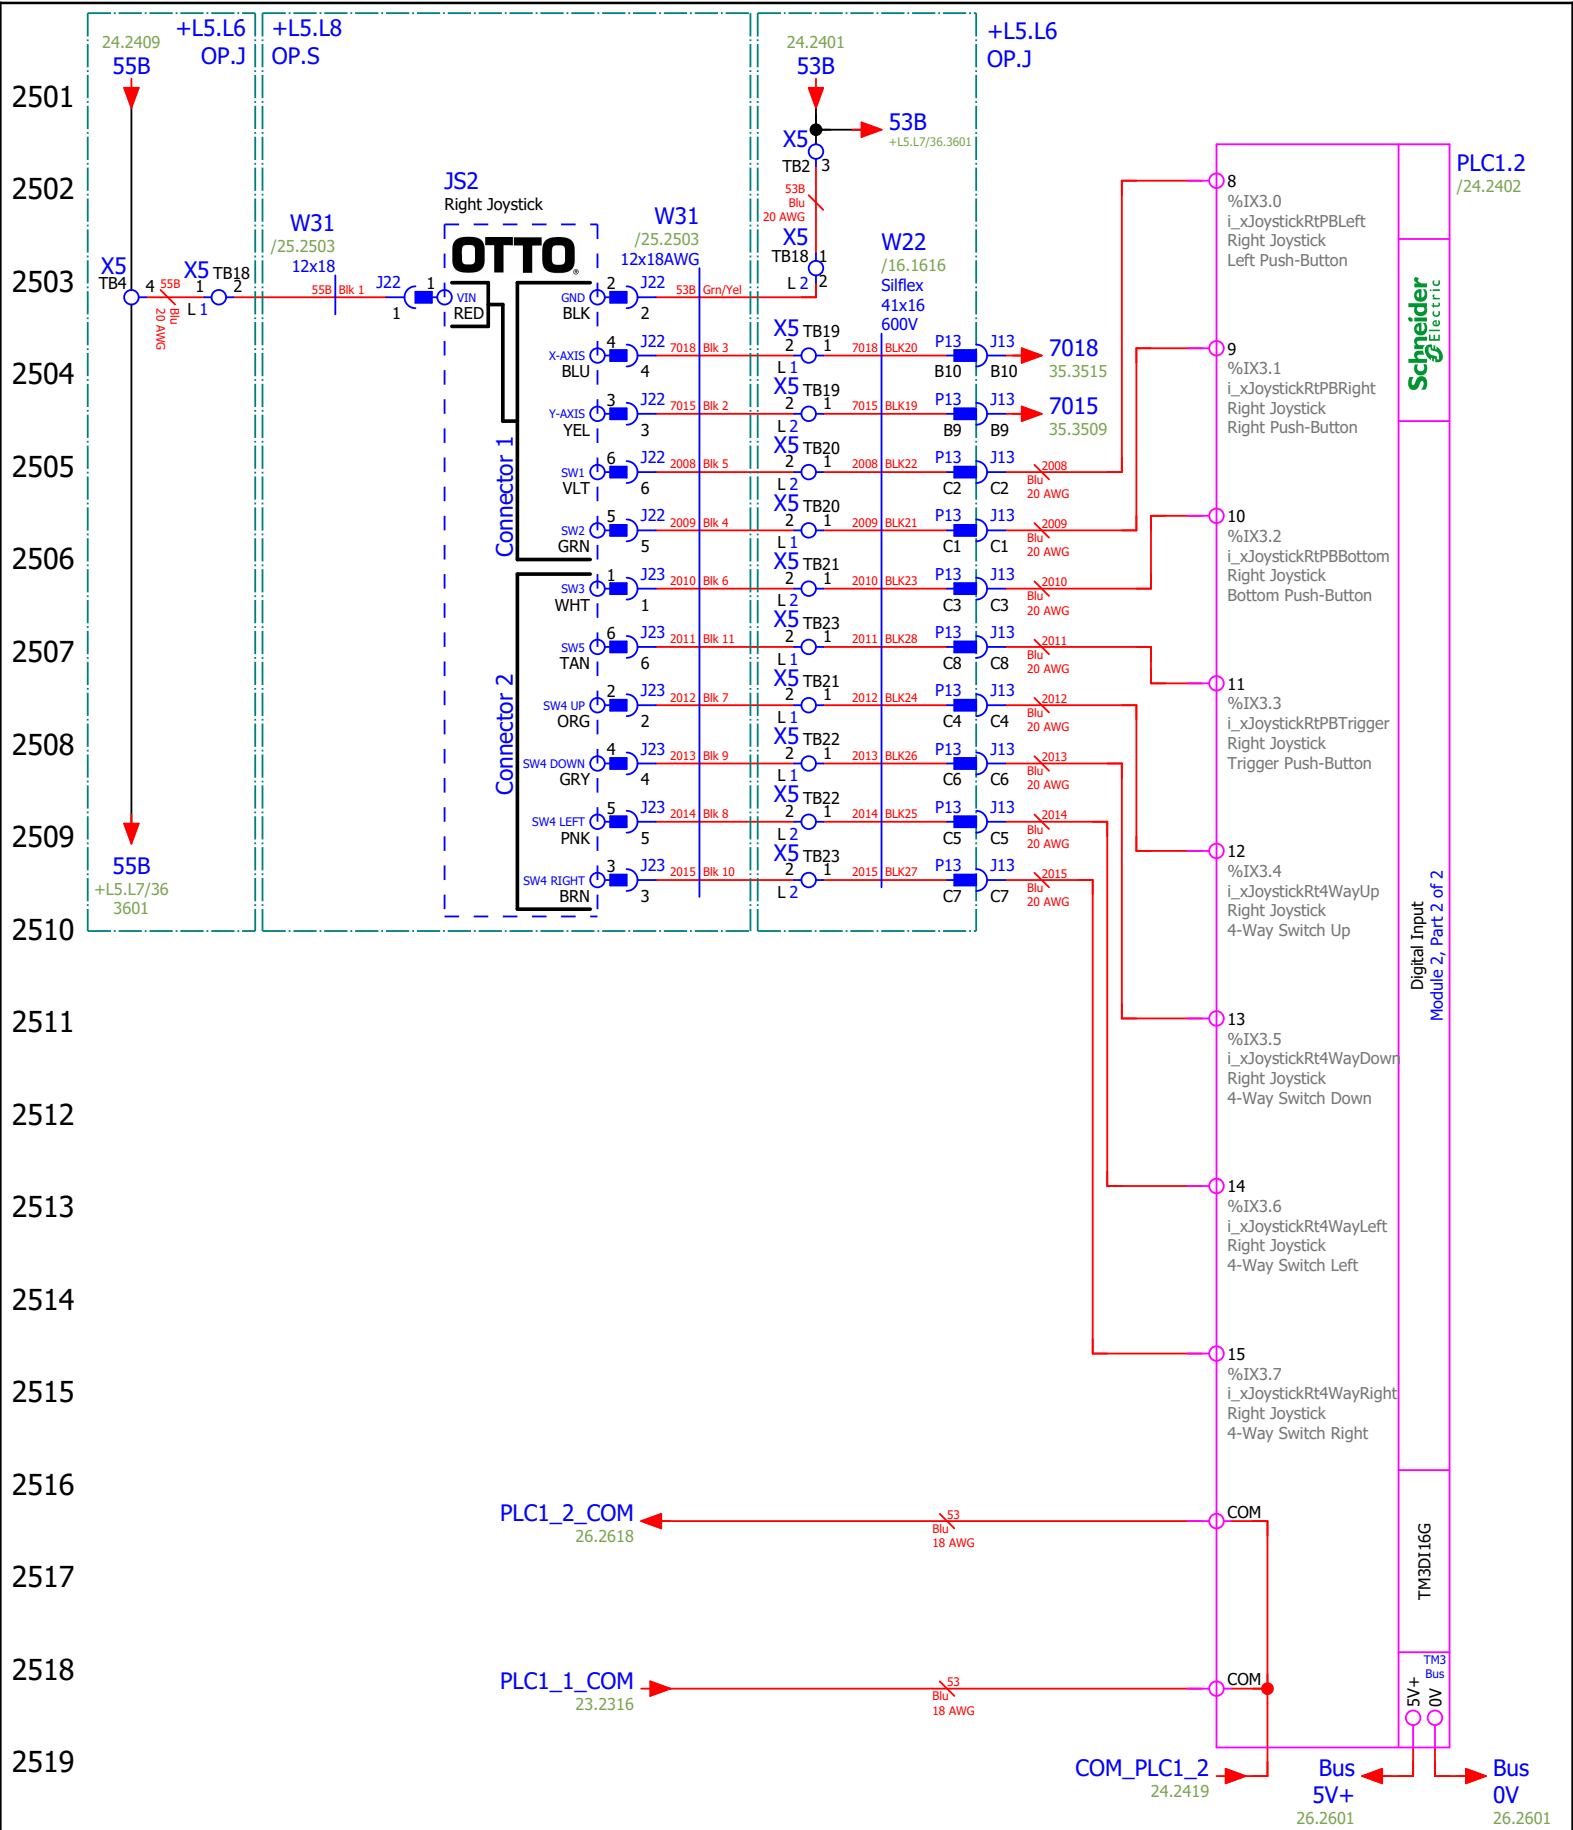 24.2409
55B
+L5.L6
OP.J
+L5.L8
OP.S
24.2401
53B
+L5.L6
OP.J
2501
53B
+L5.L7/36.3601
X5
TB2 3
2502
JS2
Right Joystick
53B
Blu
20 AWG
PLC1.2
/24.2402
8
%IX3.0
i_xJoystickRtPBLeft
Right Joystick
Left Push-Button
W31
/25.2503
12x18
OTTO
W31
/25.2503
12x18AWG
X5
TB18 1
L 2 2
W22
/16.1616
Silflex
41x16
600V
2503
X5
TB4 4
55B
Blu
20 AWG
X5 TB18
1 2
L 1
55B Blk 1
J22 1
1
VIN
RED
GND
BLK
2 J22
2
53B Grn/Yel
Schneider
Electric
2504
X-AXIS
BLU
4 J22
4
7018 Blk 3
X5 TB19
2 1
L 1
7018 BLK20
P13 J13
B10 B10
7018
35.3515
9
%IX3.1
i_xJoystickRtPBRight
Right Joystick
Right Push-Button
Y-AXIS
YEL
3 J22
3
7015 Blk 2
X5 TB19
2 1
L 2
7015 BLK19
P13 J13
B9 B9
7015
35.3509
2505
Connector 1
SW1
VLT
6 J22
6
2008 Blk 5
X5 TB20
2 1
L 2
2008 BLK22
P13 J13
C2 C2
2008
Blu
20 AWG
SW2
GRN
5 J22
5
2009 Blk 4
X5 TB20
2 1
L 1
2009 BLK21
P13 J13
C1 C1
2009
Blu
20 AWG
10
%IX3.2
i_xJoystickRtPBBottom
Right Joystick
Bottom Push-Button
2506
SW3
WHT
1 J23
1
2010 Blk 6
X5 TB21
2 1
L 2
2010 BLK23
P13 J13
C3 C3
2010
Blu
20 AWG
2507
SW5
TAN
6 J23
6
2011 Blk 11
X5 TB23
2 1
L 1
2011 BLK28
P13 J13
C8 C8
2011
Blu
20 AWG
11
%IX3.3
i_xJoystickRtPBTrigger
Right Joystick
Trigger Push-Button
Connector 2
SW4 UP
ORG
2 J23
2
2012 Blk 7
X5 TB21
2 1
L 1
2012 BLK24
P13 J13
C4 C4
2012
Blu
20 AWG
2508
SW4 DOWN
GRY
4 J23
4
2013 Blk 9
X5 TB22
2 1
L 1
2013 BLK26
P13 J13
C6 C6
2013
Blu
20 AWG
2509
SW4 LEFT
PNK
5 J23
5
2014 Blk 8
X5 TB22
2 1
L 2
2014 BLK25
P13 J13
C5 C5
2014
Blu
20 AWG
55B
+L5.L7/36
3601
SW4 RIGHT
BRN
3 J23
3
2015 Blk 10
X5 TB23
2 1
L 2
2015 BLK27
P13 J13
C7 C7
2015
Blu
20 AWG
12
%IX3.4
i_xJoystickRt4WayUp
Right Joystick
4-Way Switch Up
2510
Digital Input
Module 2, Part 2 of 2
2511
13
%IX3.5
i_xJoystickRt4WayDown
Right Joystick
4-Way Switch Down
2512
2513
14
%IX3.6
i_xJoystickRt4WayLeft
Right Joystick
4-Way Switch Left
2514
2515
15
%IX3.7
i_xJoystickRt4WayRight
Right Joystick
4-Way Switch Right
2516
PLC1_2_COM
26.2618
53
Blu
18 AWG
COM
TM3DI16G
2517
2518
PLC1_1_COM
23.2316
53
Blu
18 AWG
COM
TM3
Bus
5V+
0V
2519
COM_PLC1_2
24.2419
Bus
5V+
26.2601
Bus
0V
26.2601